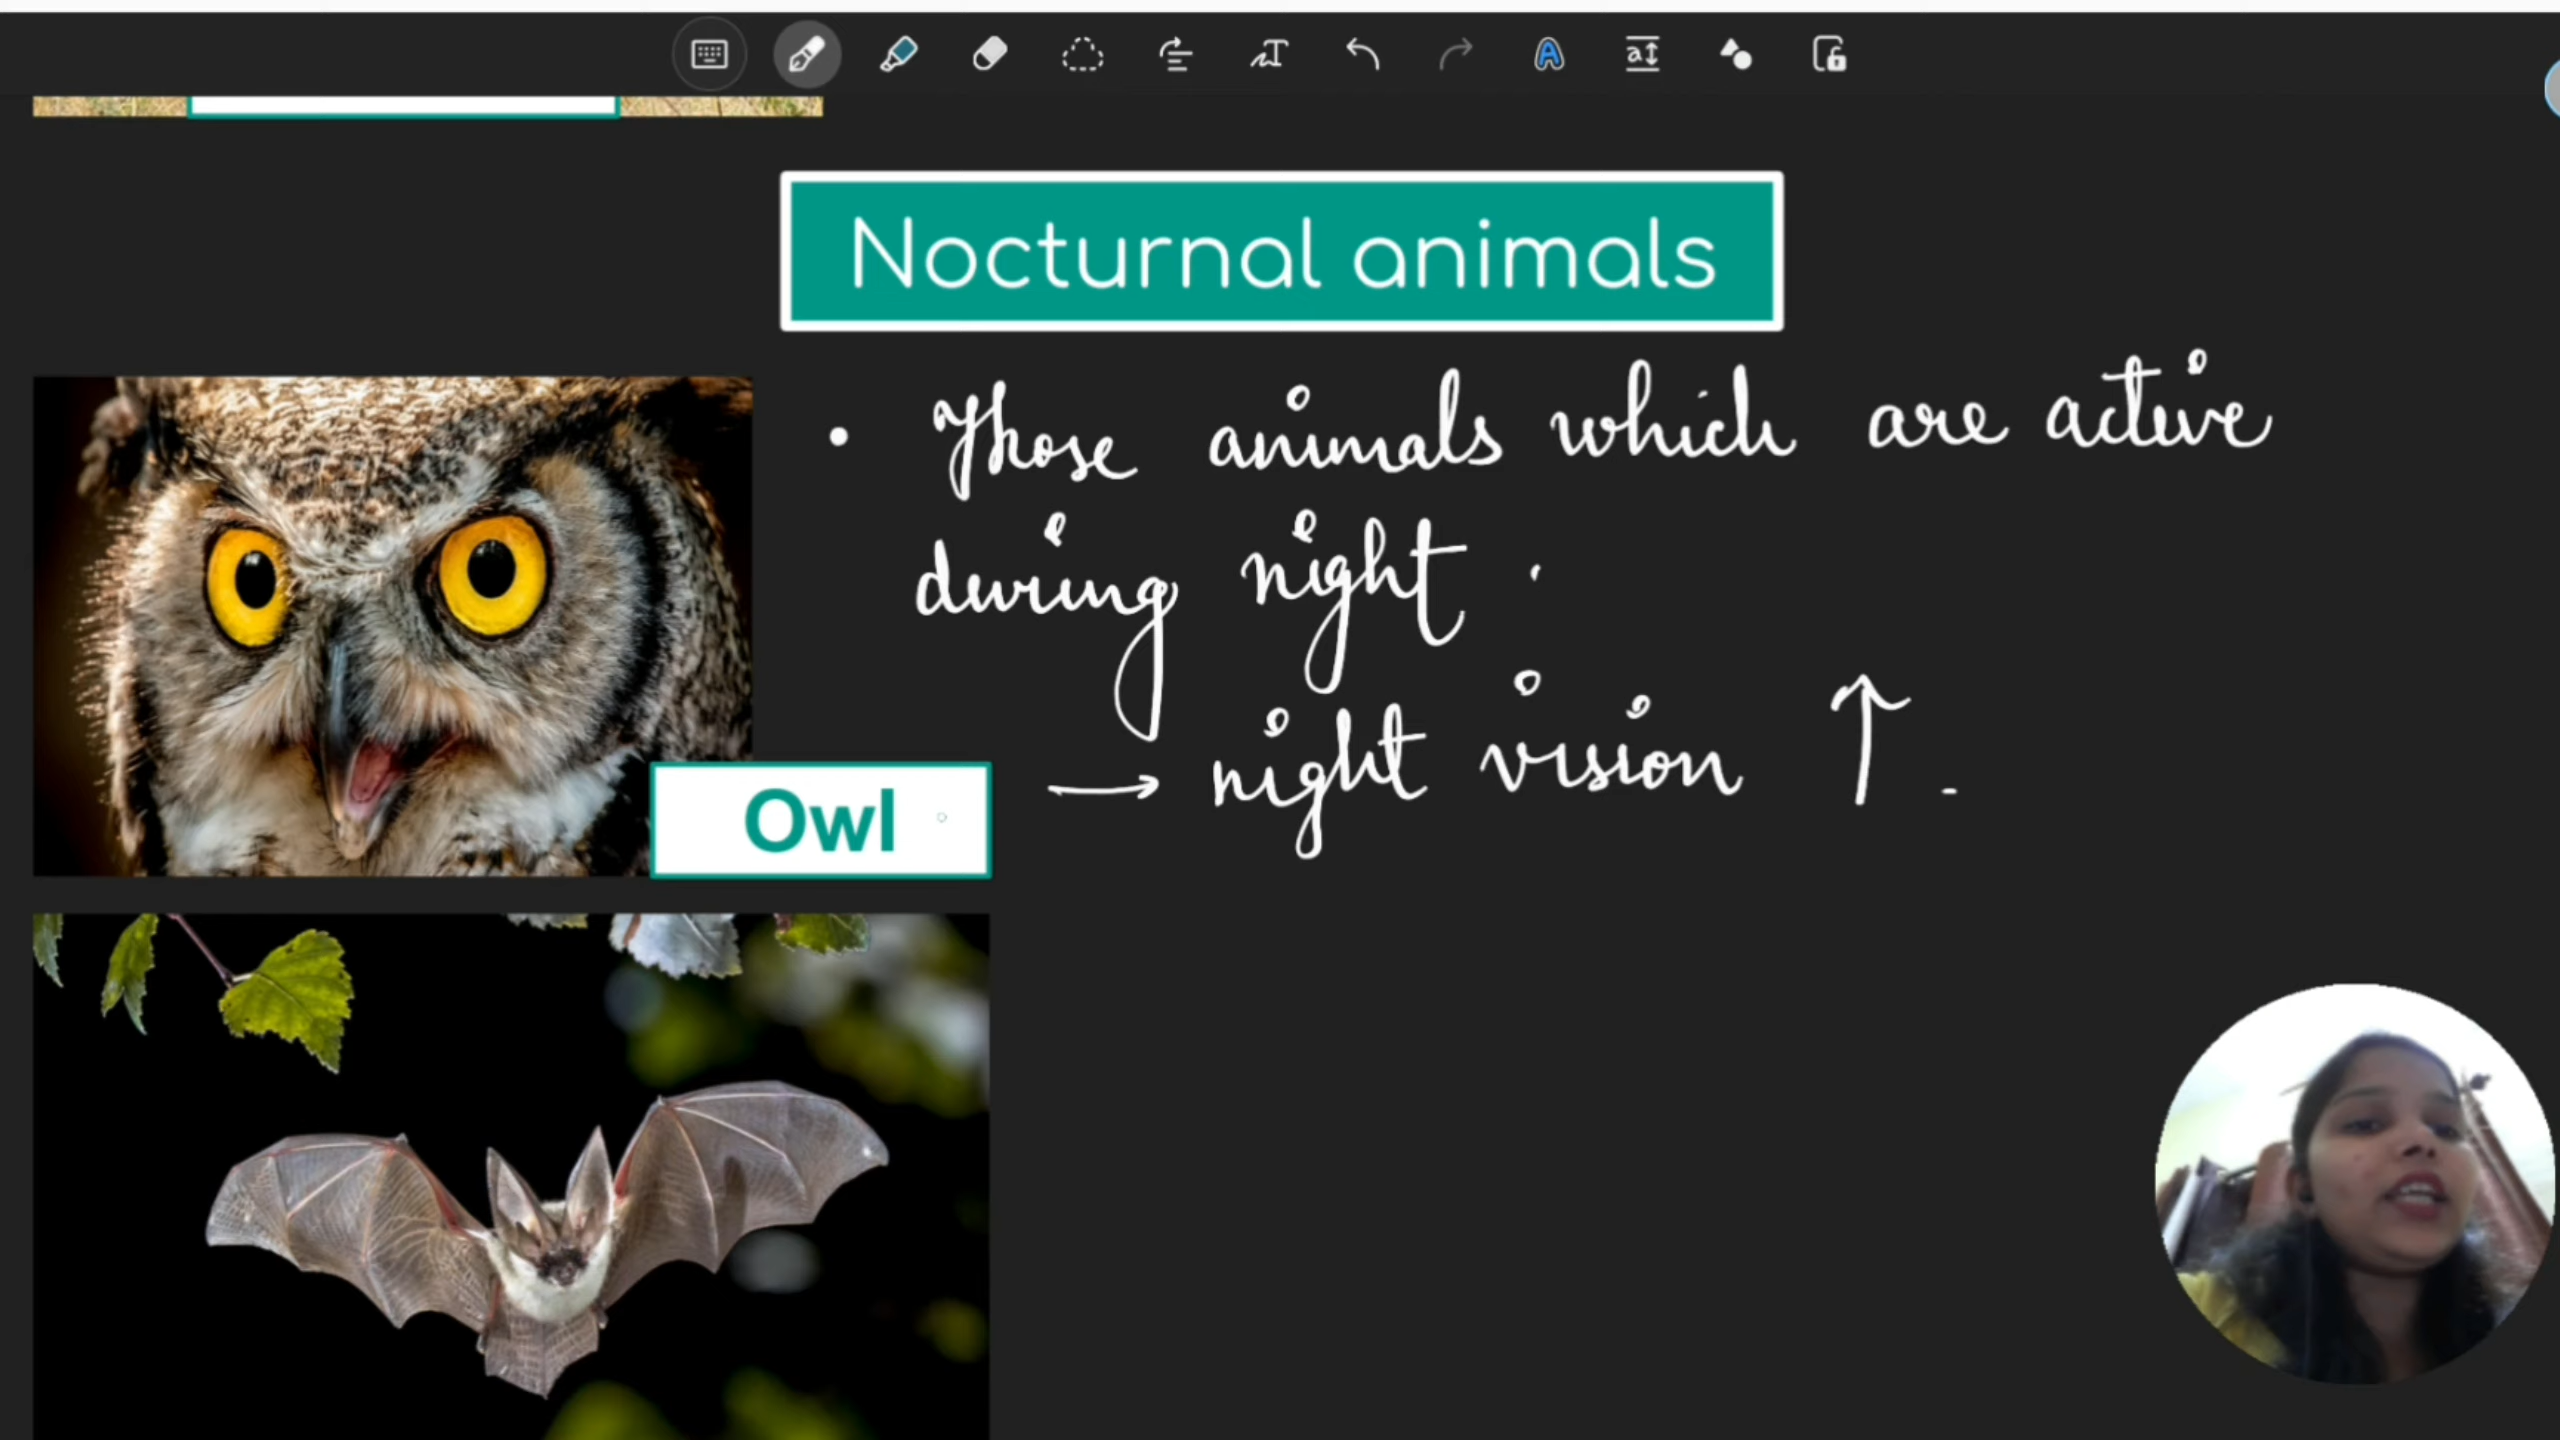 Nocturnal animals
• Those animals which are active
during night .
→ night vision ↑ .
Owl